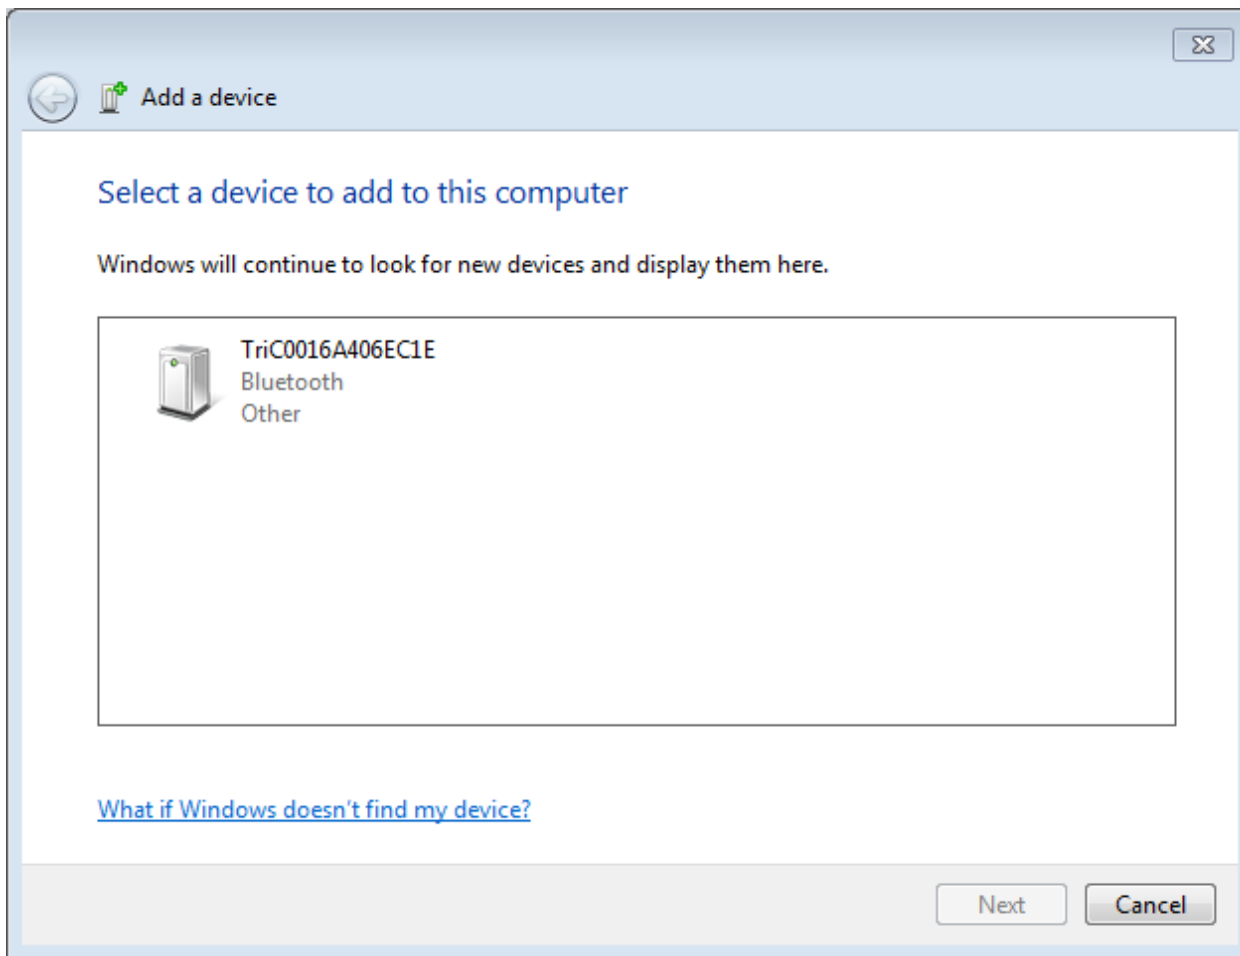 Add a device
Select a device to add to this computer
Windows will continue to look for new devices and display them here.
TriC0016A406EC1E
Bluetooth
Other
What if Windows doesn't find my device?
Next
Cancel